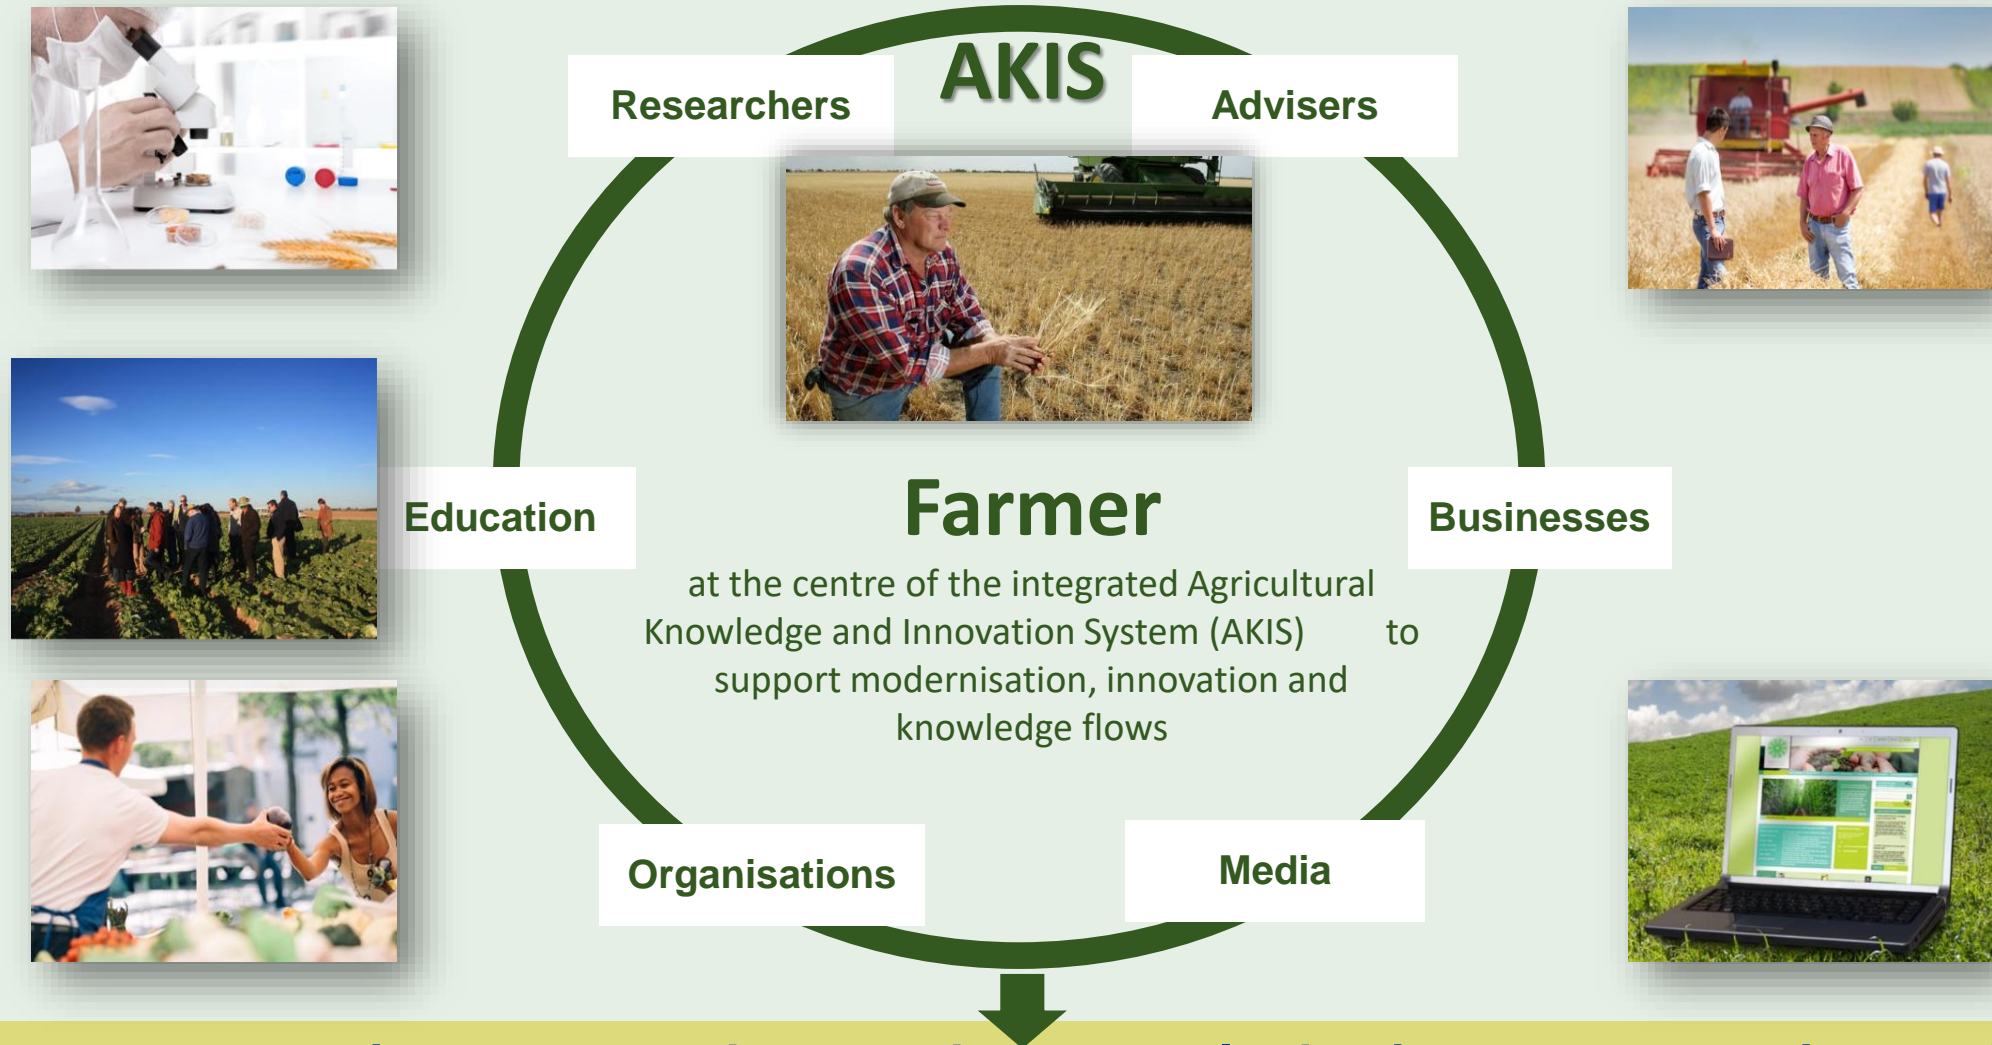 AKIS
Researchers
Advisers
Education
Farmer
Businesses
at the centre of the integrated Agricultural
Knowledge and Innovation System (AKIS) to
support modernisation, innovation and
knowledge flows
Organisations
Media